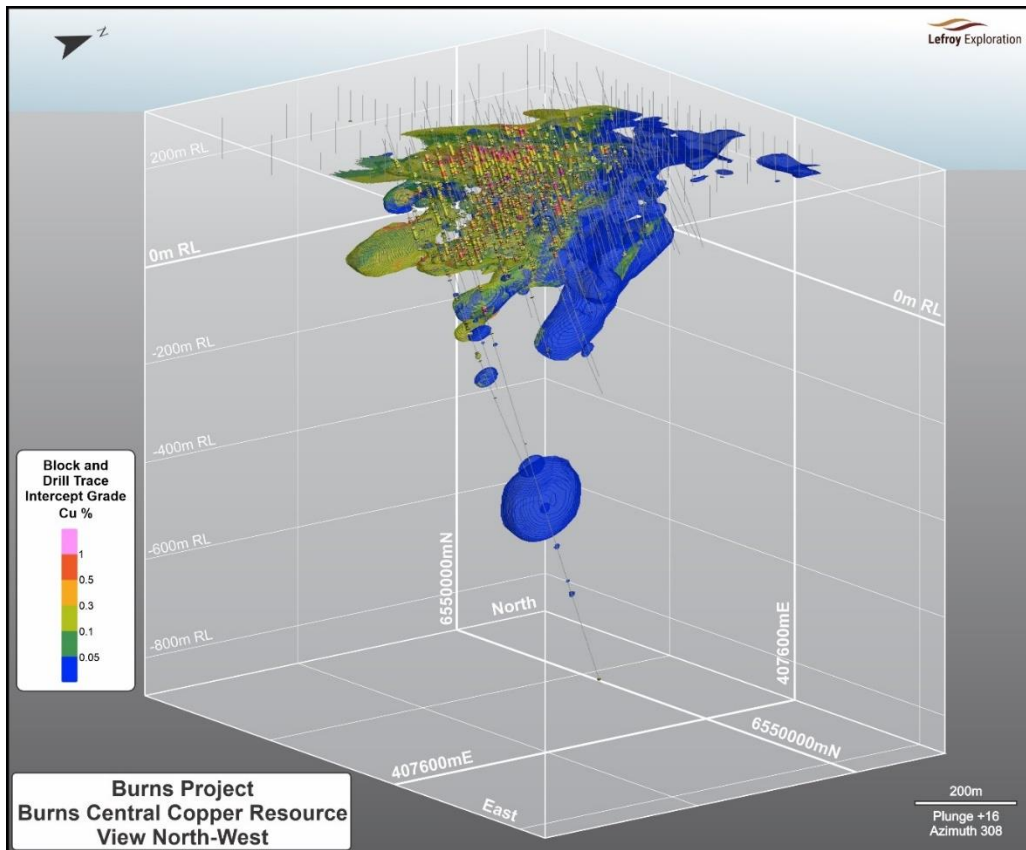 N
Lefroy Exploration
200m RL
0m RL
0m RL
-200m RL
-400m RL
-600m RL
-800m RL
6550000mN
North
407600mE
407600mE
6550000mN
East
Block and
Drill Trace
Intercept Grade
Cu %
1
0.5
0.3
0.1
0.05
Burns Project
Burns Central Copper Resource
View North-West
200m
Plunge +16
Azimuth 308